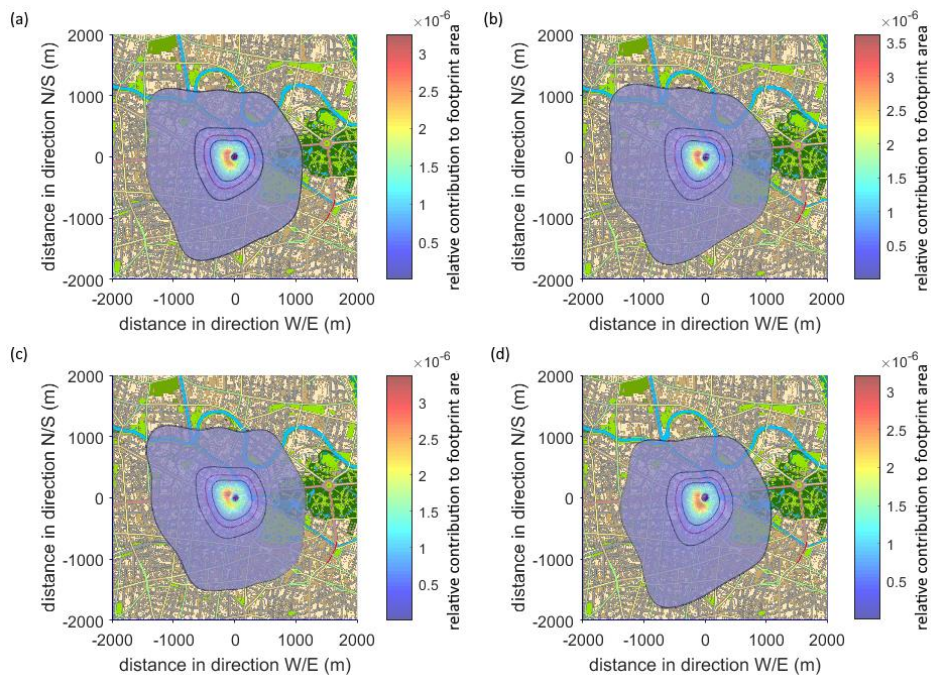 (a)
×10⁻⁶
2000
1000
0
-1000
-2000
-2000 -1000 0 1000 2000
distance in direction N/S (m)
distance in direction W/E (m)
3
2.5
2
1.5
1
0.5
relative contribution to footprint area
(b)
×10⁻⁶
2000
1000
0
-1000
-2000
-2000 -1000 0 1000 2000
distance in direction N/S (m)
distance in direction W/E (m)
3.5
3
2.5
2
1.5
1
0.5
relative contribution to footprint area
(c)
×10⁻⁶
2000
1000
0
-1000
-2000
-2000 -1000 0 1000 2000
distance in direction N/S (m)
distance in direction W/E (m)
3
2.5
2
1.5
1
0.5
relative contribution to footprint are
(d)
×10⁻⁶
2000
1000
0
-1000
-2000
-2000 -1000 0 1000 2000
distance in direction N/S (m)
distance in direction W/E (m)
3
2.5
2
1.5
1
0.5
relative contribution to footprint area